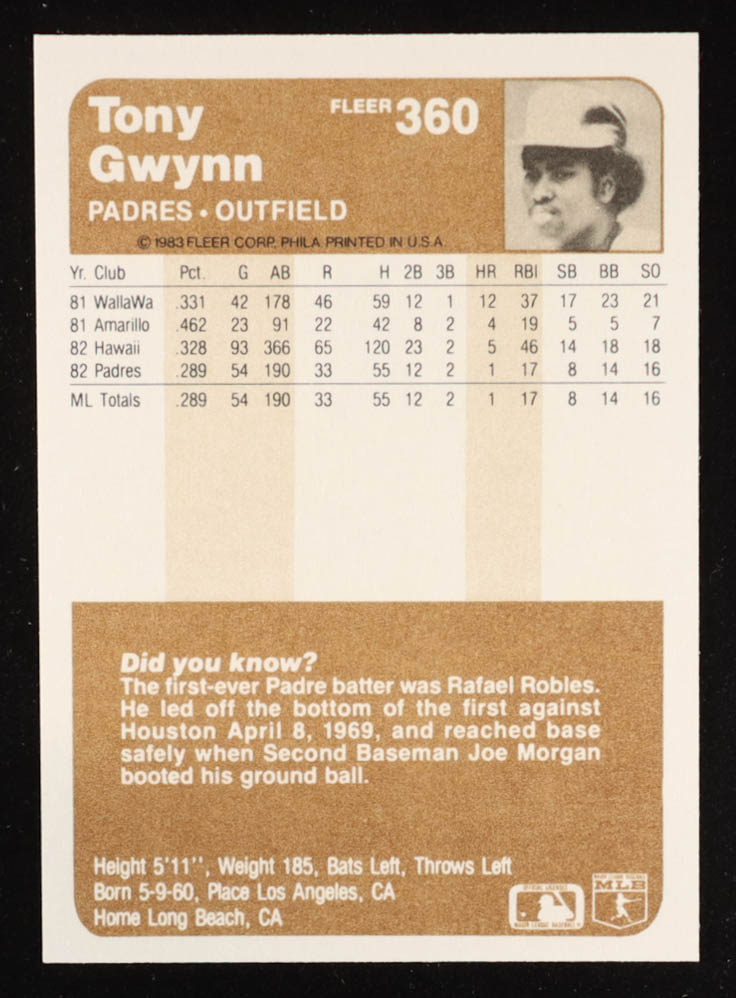 Tony
Gwynn
FLEER 360
PADRES • OUTFIELD
© 1983 FLEER CORP. PHILA. PRINTED IN U.S.A.
Yr. Club Pct. G AB R H 2B 3B HR RBI SB BB SO
81 WallaWa .331 42 178 46 59 12 1 12 37 17 23 21
81 Amarillo .462 23 91 22 42 8 2 4 19 5 5 7
82 Hawaii .328 93 366 65 120 23 2 5 46 14 18 18
82 Padres .289 54 190 33 55 12 2 1 17 8 14 16
ML Totals .289 54 190 33 55 12 2 1 17 8 14 16
Did you know?
The first-ever Padre batter was Rafael Robles.
He led off the bottom of the first against
Houston April 8, 1969, and reached base
safely when Second Baseman Joe Morgan
booted his ground ball.
Height 5'11'', Weight 185, Bats Left, Throws Left
Born 5-9-60, Place Los Angeles, CA
Home Long Beach, CA
MLB